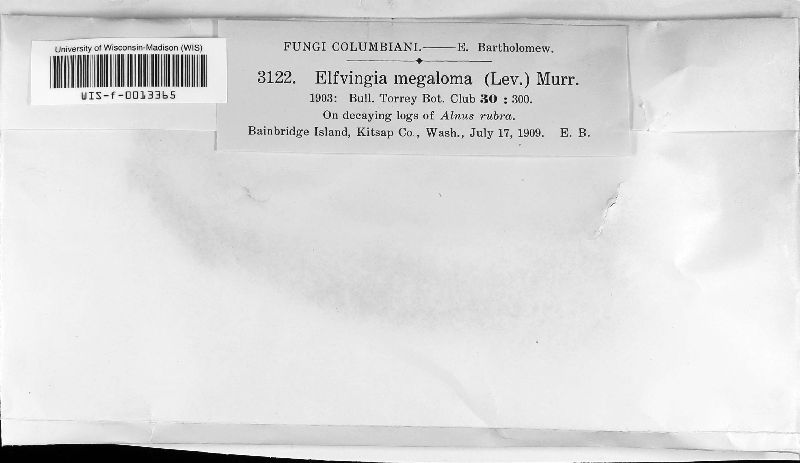 University of Wisconsin-Madison (WIS)
WIS-f-0013365
FUNGI COLUMBIANI.——E. Bartholomew.
3122. Elfvingia megaloma (Lev.) Murr.
1903: Bull. Torrey Bot. Club 30 : 300.
On decaying logs of Alnus rubra.
Bainbridge Island, Kitsap Co., Wash., July 17, 1909. E. B.